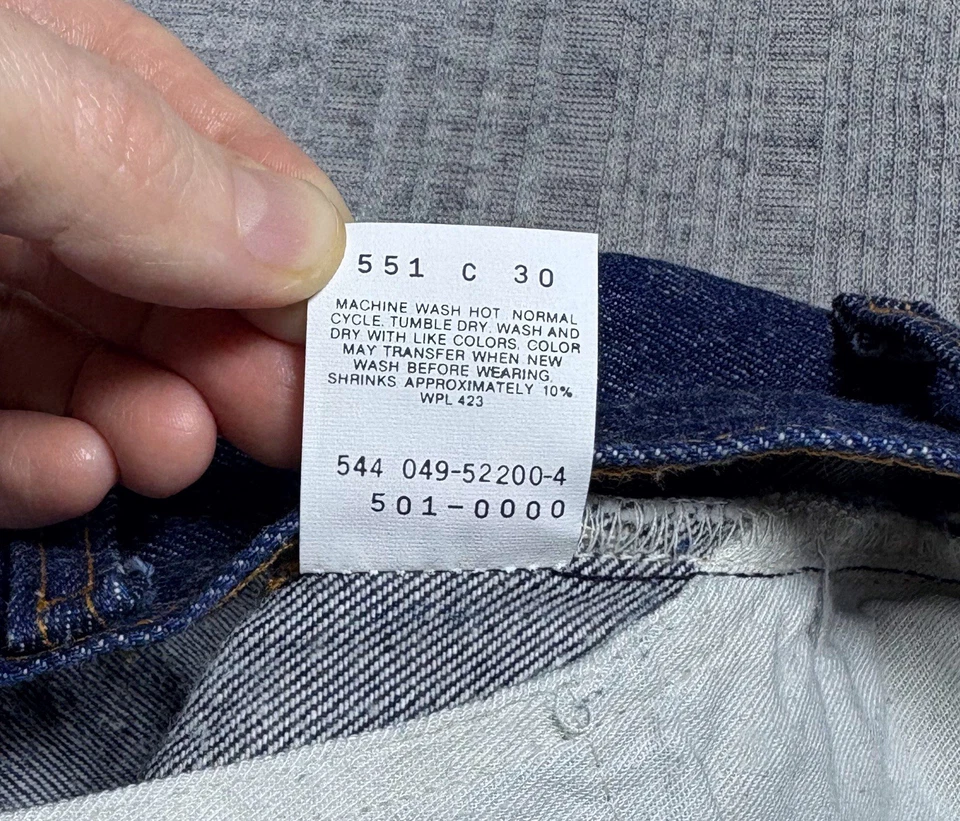 551 C 30
MACHINE WASH HOT, NORMAL
CYCLE. TUMBLE DRY. WASH AND
DRY WITH LIKE COLORS. COLOR
MAY TRANSFER WHEN NEW
WASH BEFORE WEARING.
SHRINKS APPROXIMATELY 10%.
WPL 423
544 049-52200-4
501-0000